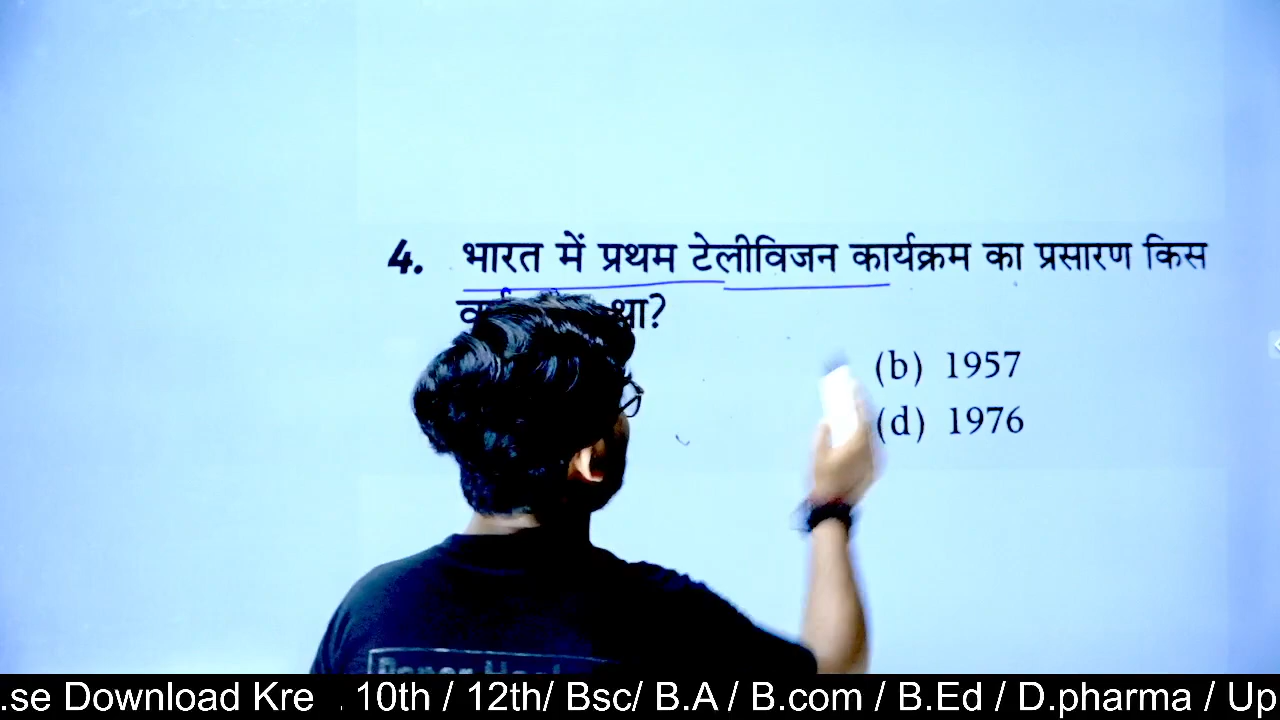 4. भारत में प्रथम टेलीविजन कार्यक्रम का प्रसारण किस
था?
(b) 1957
(d) 1976
.se Download Kre . 10th / 12th/ Bsc/ B.A / B.com / B.Ed / D.pharma / Up